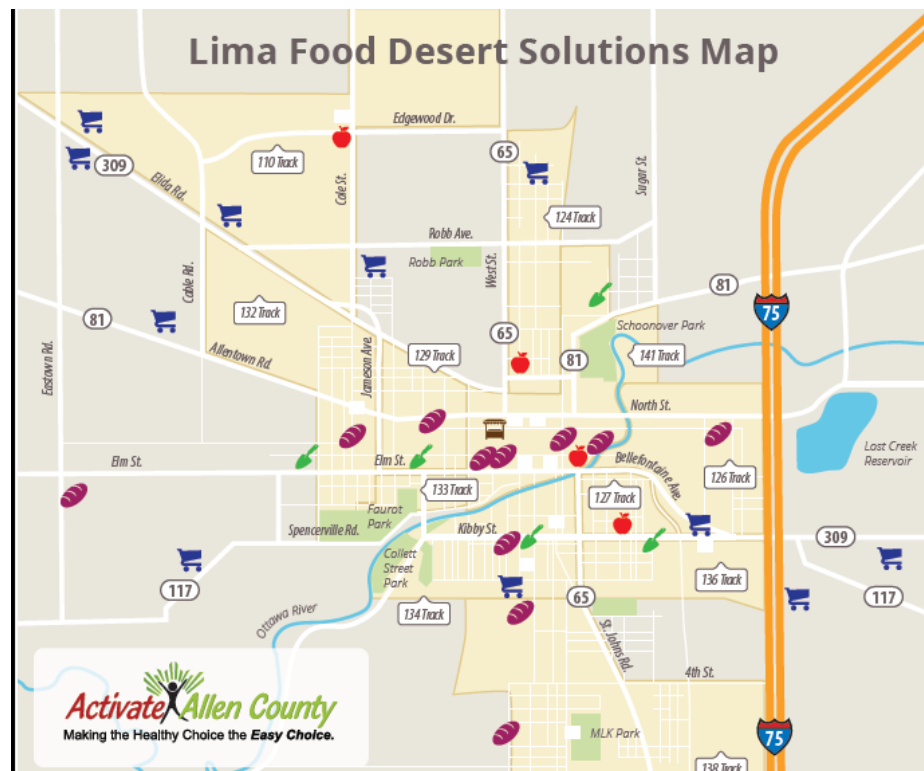 Lima Food Desert Solutions Map
Edgewood Dr.
65
309
110 Track
Elida Rd.
Cole St.
Sugar St.
124 Track
Robb Ave.
Robb Park
West St.
Cable Rd.
81
75
132 Track
65
Schoonover Park
81
Allentown Rd.
Jameson Ave.
129 Track
81
141 Track
Eastown Rd.
North St.
Lost Creek
Reservoir
Elm St.
Elm St.
Bellefontaine Ave.
126 Track
133 Track
127 Track
Faurot
Park
Spencerville Rd.
Kibby St.
309
Collett
Street
Park
117
136 Track
117
Ottawa River
134 Track
65
St. Johns Rd.
4th St.
Activate Allen County
Making the Healthy Choice the Easy Choice.
MLK Park
75
138 Track